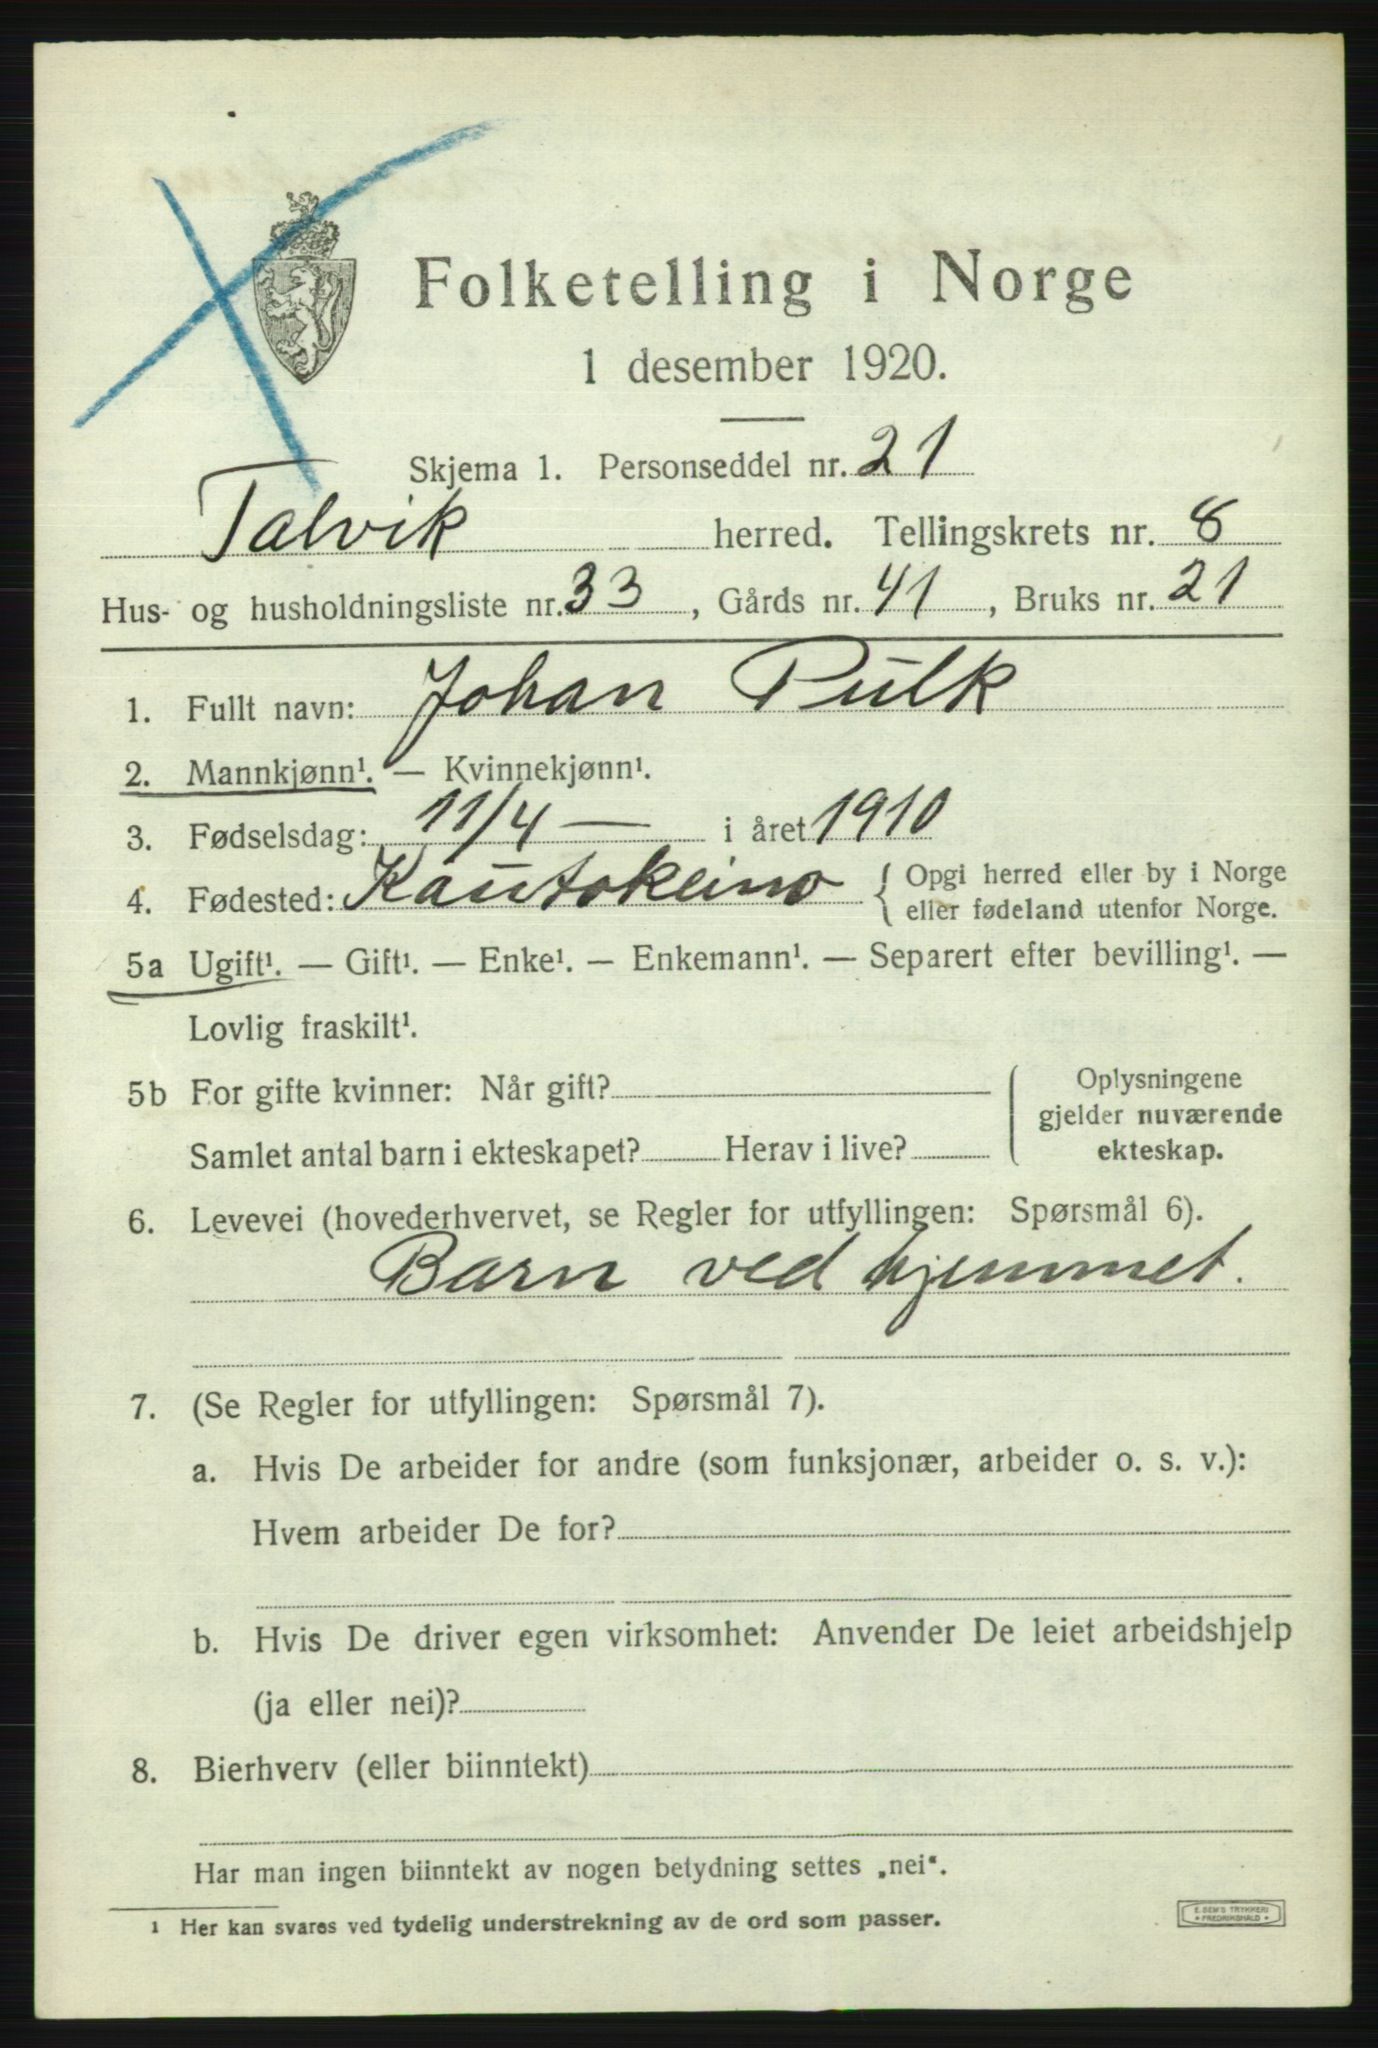 Folketelling i Norge
1 desember 1920.
Skjema 1. Personseddel nr. 21
Talvik herred. Tellingskrets nr. 8
Hus- og husholdningsliste nr. 33, Gårds nr. 41, Bruks nr. 21
1. Fullt navn: Johan Pulk
2. Mannkjønn¹. — Kvinnekjønn¹.
3. Fødselsdag: 11/4 — i året 1910
4. Fødested: Kautokeino { Opgi herred eller by i Norge
eller fødeland utenfor Norge.
5a Ugift¹. — Gift¹. — Enke¹. — Enkemann¹. — Separert efter bevilling¹. —
Lovlig fraskilt¹.
5b For gifte kvinner: Når gift?
Samlet antal barn i ekteskapet? Herav i live?
Oplysningene
gjelder nuværende
ekteskap.
6. Levevei (hovederhvervet, se Regler for utfyllingen: Spørsmål 6).
Barn ved hjemmet.
7. (Se Regler for utfyllingen: Spørsmål 7).
a. Hvis De arbeider for andre (som funksjonær, arbeider o. s. v.):
Hvem arbeider De for?
b. Hvis De driver egen virksomhet: Anvender De leiet arbeidshjelp
(ja eller nei)?
8. Bierhverv (eller biinntekt)
Har man ingen biinntekt av nogen betydning settes „nei“.
¹ Her kan svares ved tydelig understrekning av de ord som passer.
E. SEM'S TRYKKERI
• FREDRIKSHALD •